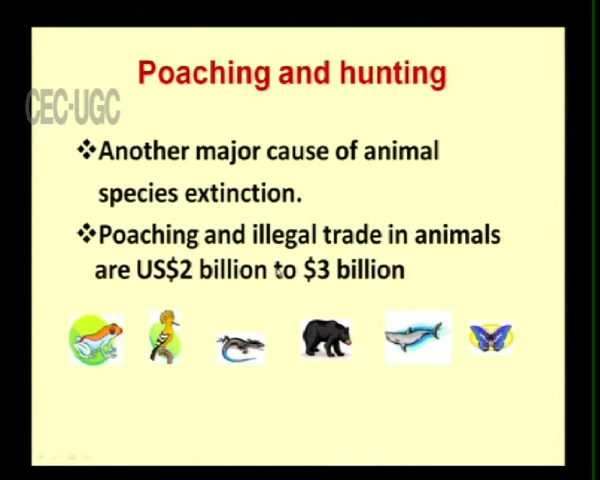 Poaching and hunting
CEC-UGC
❖Another major cause of animal
species extinction.
❖Poaching and illegal trade in animals
are US$2 billion to $3 billion